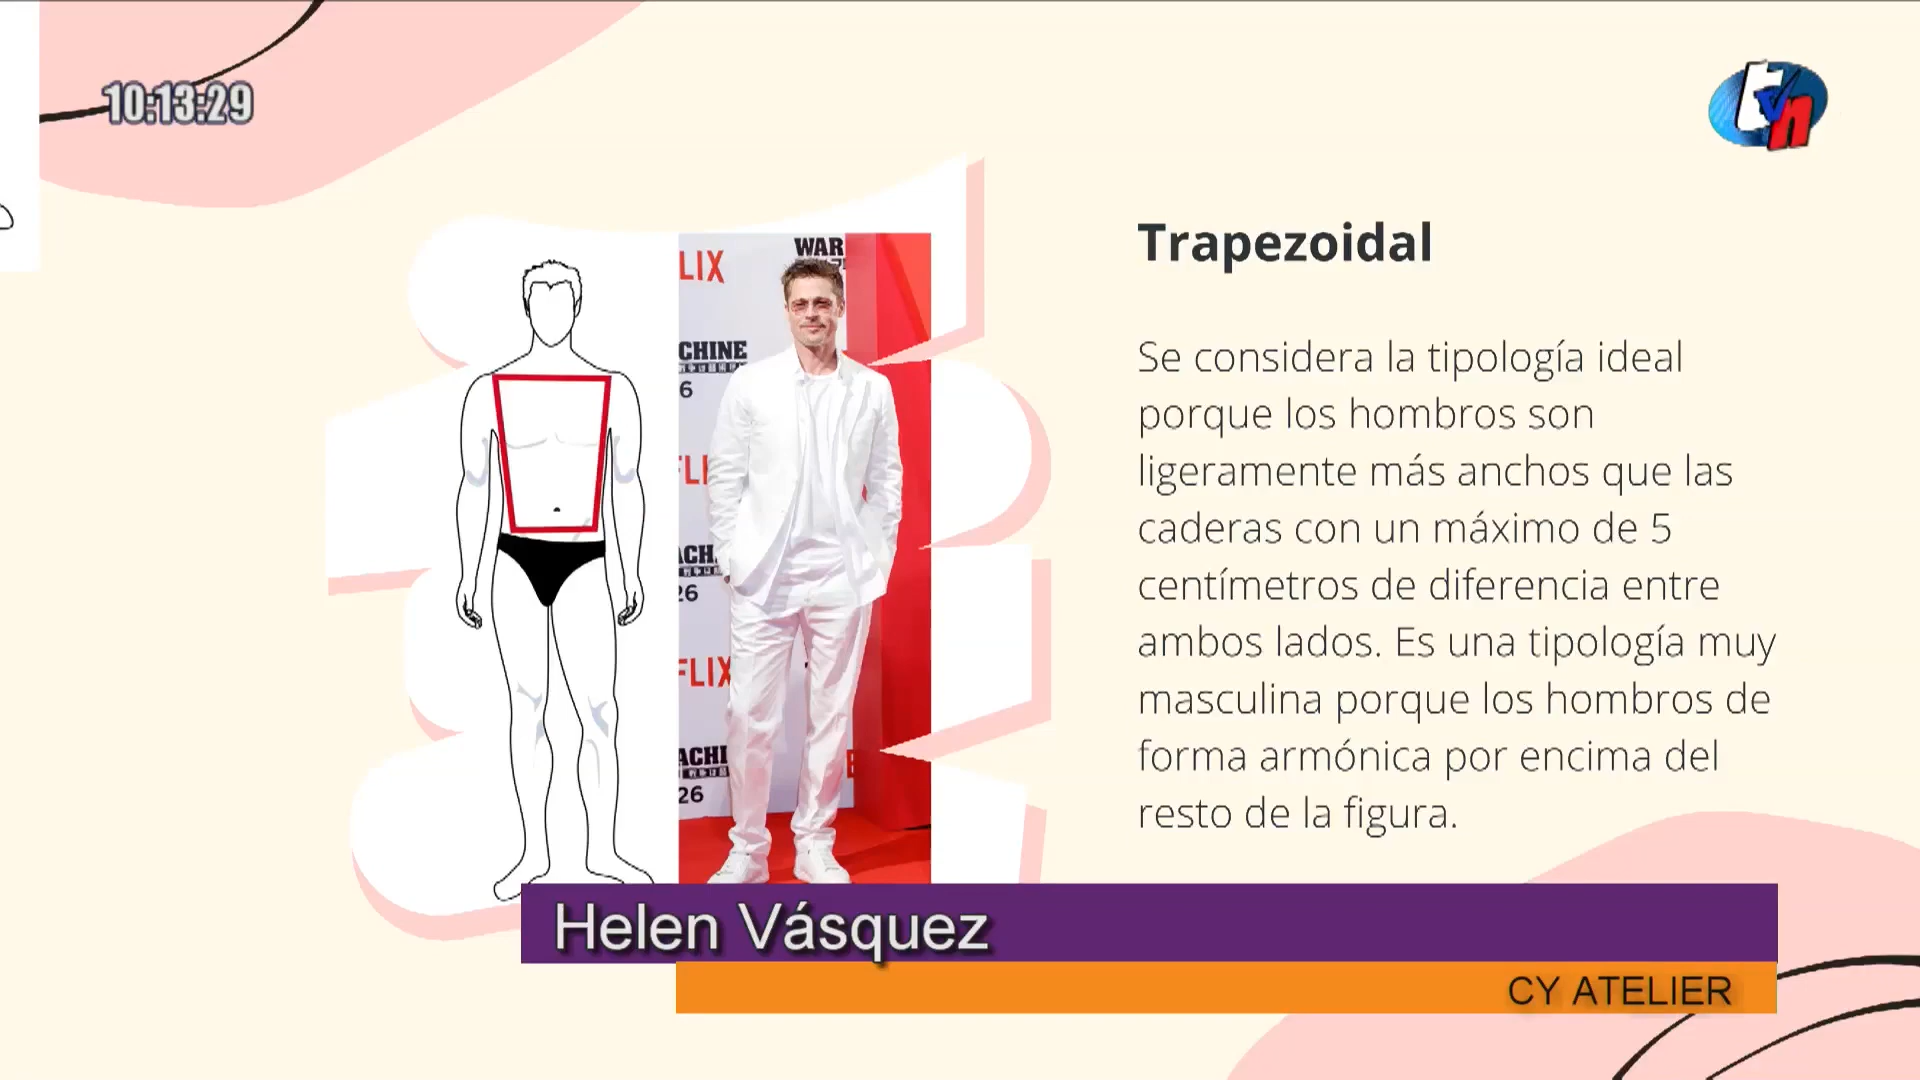 10:13:29
tvn
Trapezoidal
Se considera la tipología ideal
porque los hombros son
ligeramente más anchos que las
caderas con un máximo de 5
centímetros de diferencia entre
ambos lados. Es una tipología muy
masculina porque los hombros de
forma armónica por encima del
resto de la figura.
WAR
LIX
CHINE
6
FLI
ACH
26
FLIX
ACHI
26
Helen Vásquez
CY ATELIER